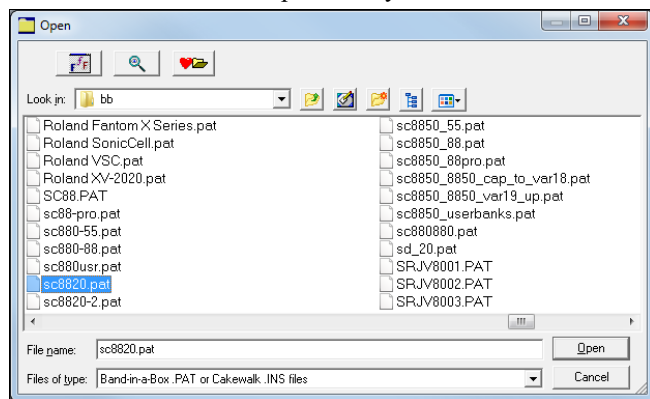 Open
Look in: bb
Roland Fantom X Series.pat
Roland SonicCell.pat
Roland VSC.pat
Roland XV-2020.pat
SC88.PAT
sc88-pro.pat
sc880-55.pat
sc880-88.pat
sc880usr.pat
sc8820.pat
sc8820-2.pat
sc8850_55.pat
sc8850_88.pat
sc8850_88pro.pat
sc8850_8850_cap_to_var18.pat
sc8850_8850_var19_up.pat
sc8850_userbanks.pat
sc880880.pat
sd_20.pat
SRJV8001.PAT
SRJV8002.PAT
SRJV8003.PAT
File name: sc8820.pat Open
Files of type: Band-in-a-Box .PAT or Cakewalk .INS files Cancel